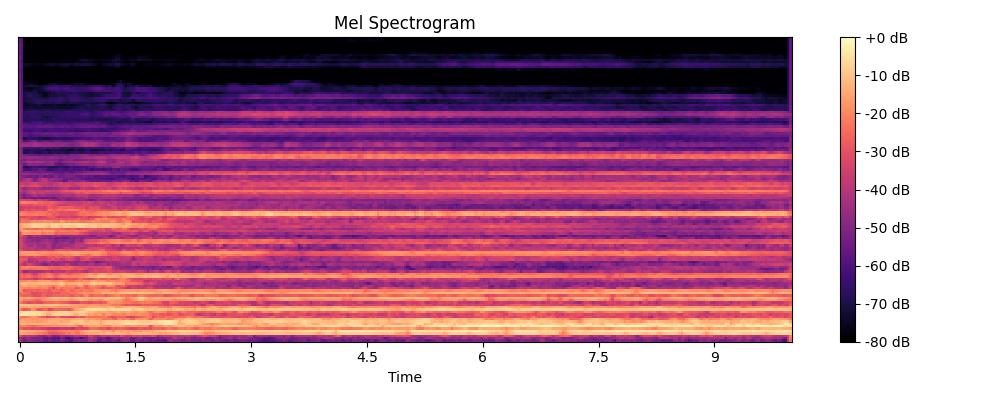 Mel Spectrogram
+0 dB
-10 dB
-20 dB
-30 dB
-40 dB
-50 dB
-60 dB
-70 dB
-80 dB
0 1.5 3 4.5 6 7.5 9
Time